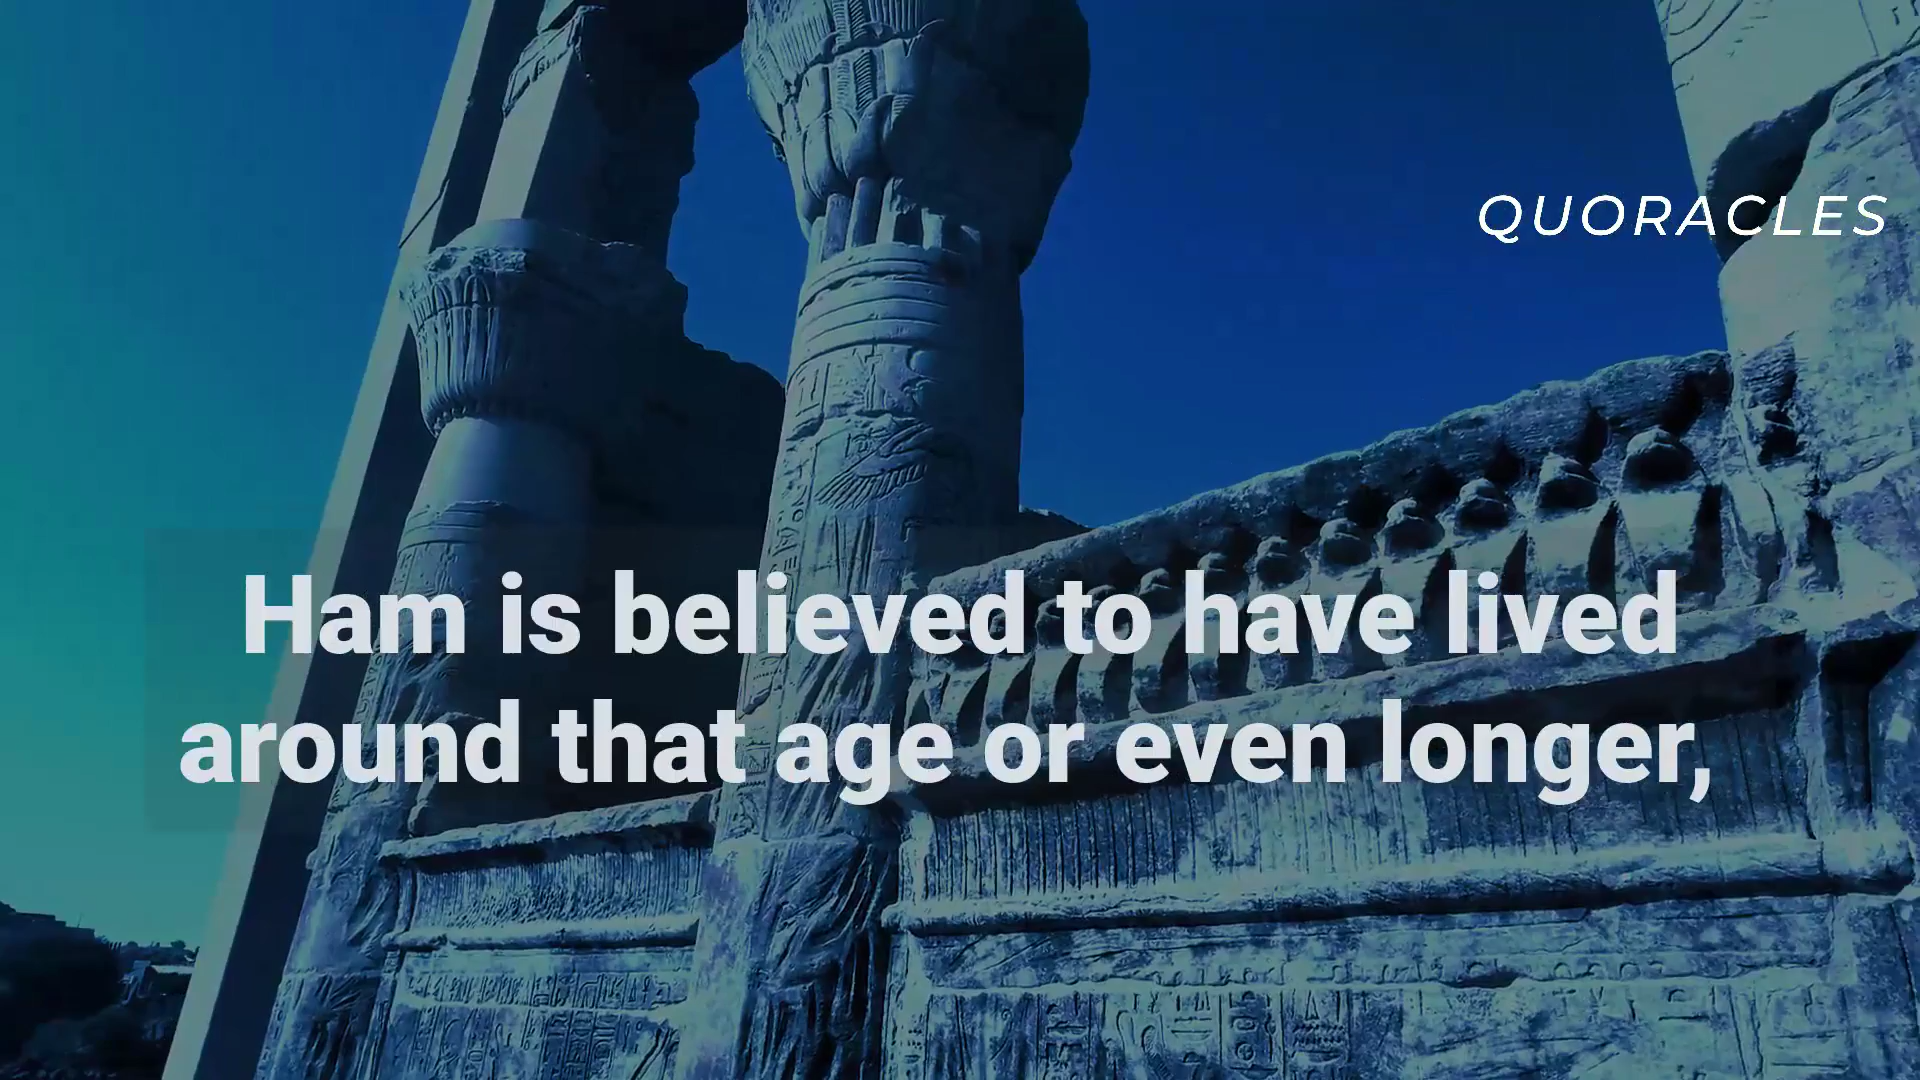 QUORACLES
Ham is believed to have lived
around that age or even longer,